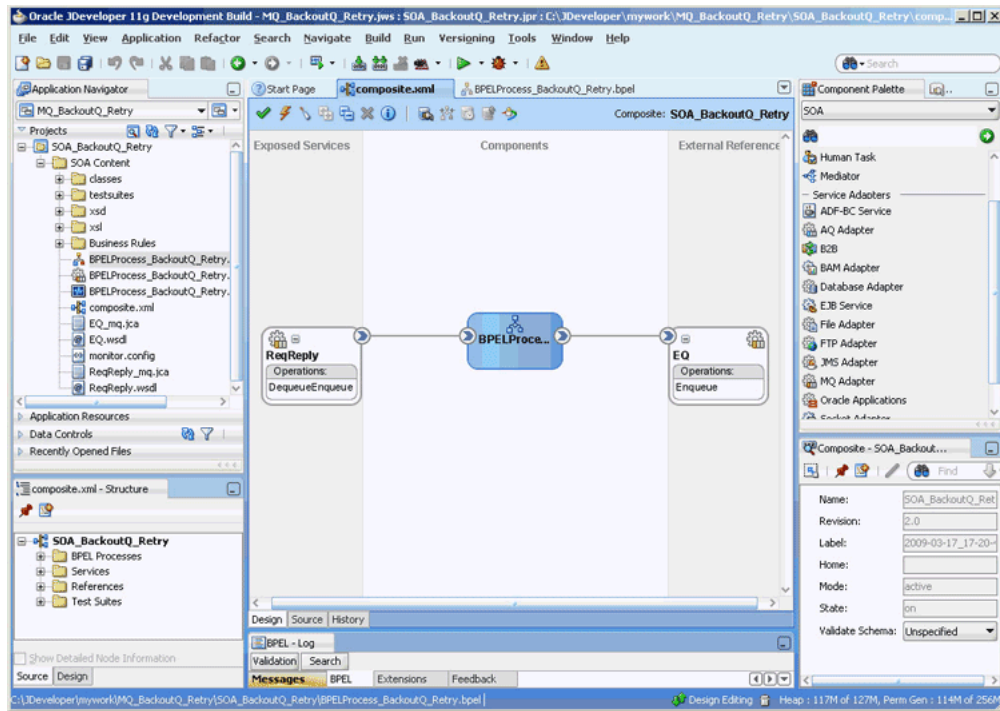 Oracle JDeveloper 11g Development Build - MQ_BackoutQ_Retry.jws : SOA_BackoutQ_Retry.jpr : C:\JDeveloper\mywork\MQ_BackoutQ_Retry\SOA_BackoutQ_Retry\comp...
File Edit View Application Refactor Search Navigate Build Run Versioning Tools Window Help
Search
Application Navigator
Start Page
composite.xml
BPELProcess_BackoutQ_Retry.bpel
Component Palette
MQ_BackoutQ_Retry
Composite: SOA_BackoutQ_Retry
SOA
Projects
SOA_BackoutQ_Retry
SOA Content
classes
testsuites
xsd
xsl
Business Rules
BPELProcess_BackoutQ_Retry.
BPELProcess_BackoutQ_Retry.
BPELProcess_BackoutQ_Retry.
composite.xml
EQ_mq.jca
EQ.wsdl
monitor.config
ReqReply_mq.jca
ReqReply.wsdl
Application Resources
Data Controls
Recently Opened Files
Exposed Services
Components
External Reference
ReqReply
Operations:
DequeueEnqueue
BPELProce...
EQ
Operations:
Enqueue
Human Task
Mediator
Service Adapters
ADF-BC Service
AQ Adapter
B2B
BAM Adapter
Database Adapter
EJB Service
File Adapter
FTP Adapter
JMS Adapter
MQ Adapter
Oracle Applications
Socket Adapter
composite.xml - Structure
SOA_BackoutQ_Retry
BPEL Processes
Services
References
Test Suites
Show Detailed Node Information
Source Design
Design Source History
BPEL - Log
Validation Search
Messages BPEL Extensions Feedback
Composite - SOA_Backout...
Find
Name: SOA_BackoutQ_Ret
Revision: 2.0
Label: 2009-03-17_17-20-
Home:
Mode: active
State: on
Validate Schema: Unspecified
C:\JDeveloper\mywork\MQ_BackoutQ_Retry\SOA_BackoutQ_Retry\BPELProcess_BackoutQ_Retry.bpel
Design Editing
Heap : 117M of 127M, Perm Gen : 114M of 256M